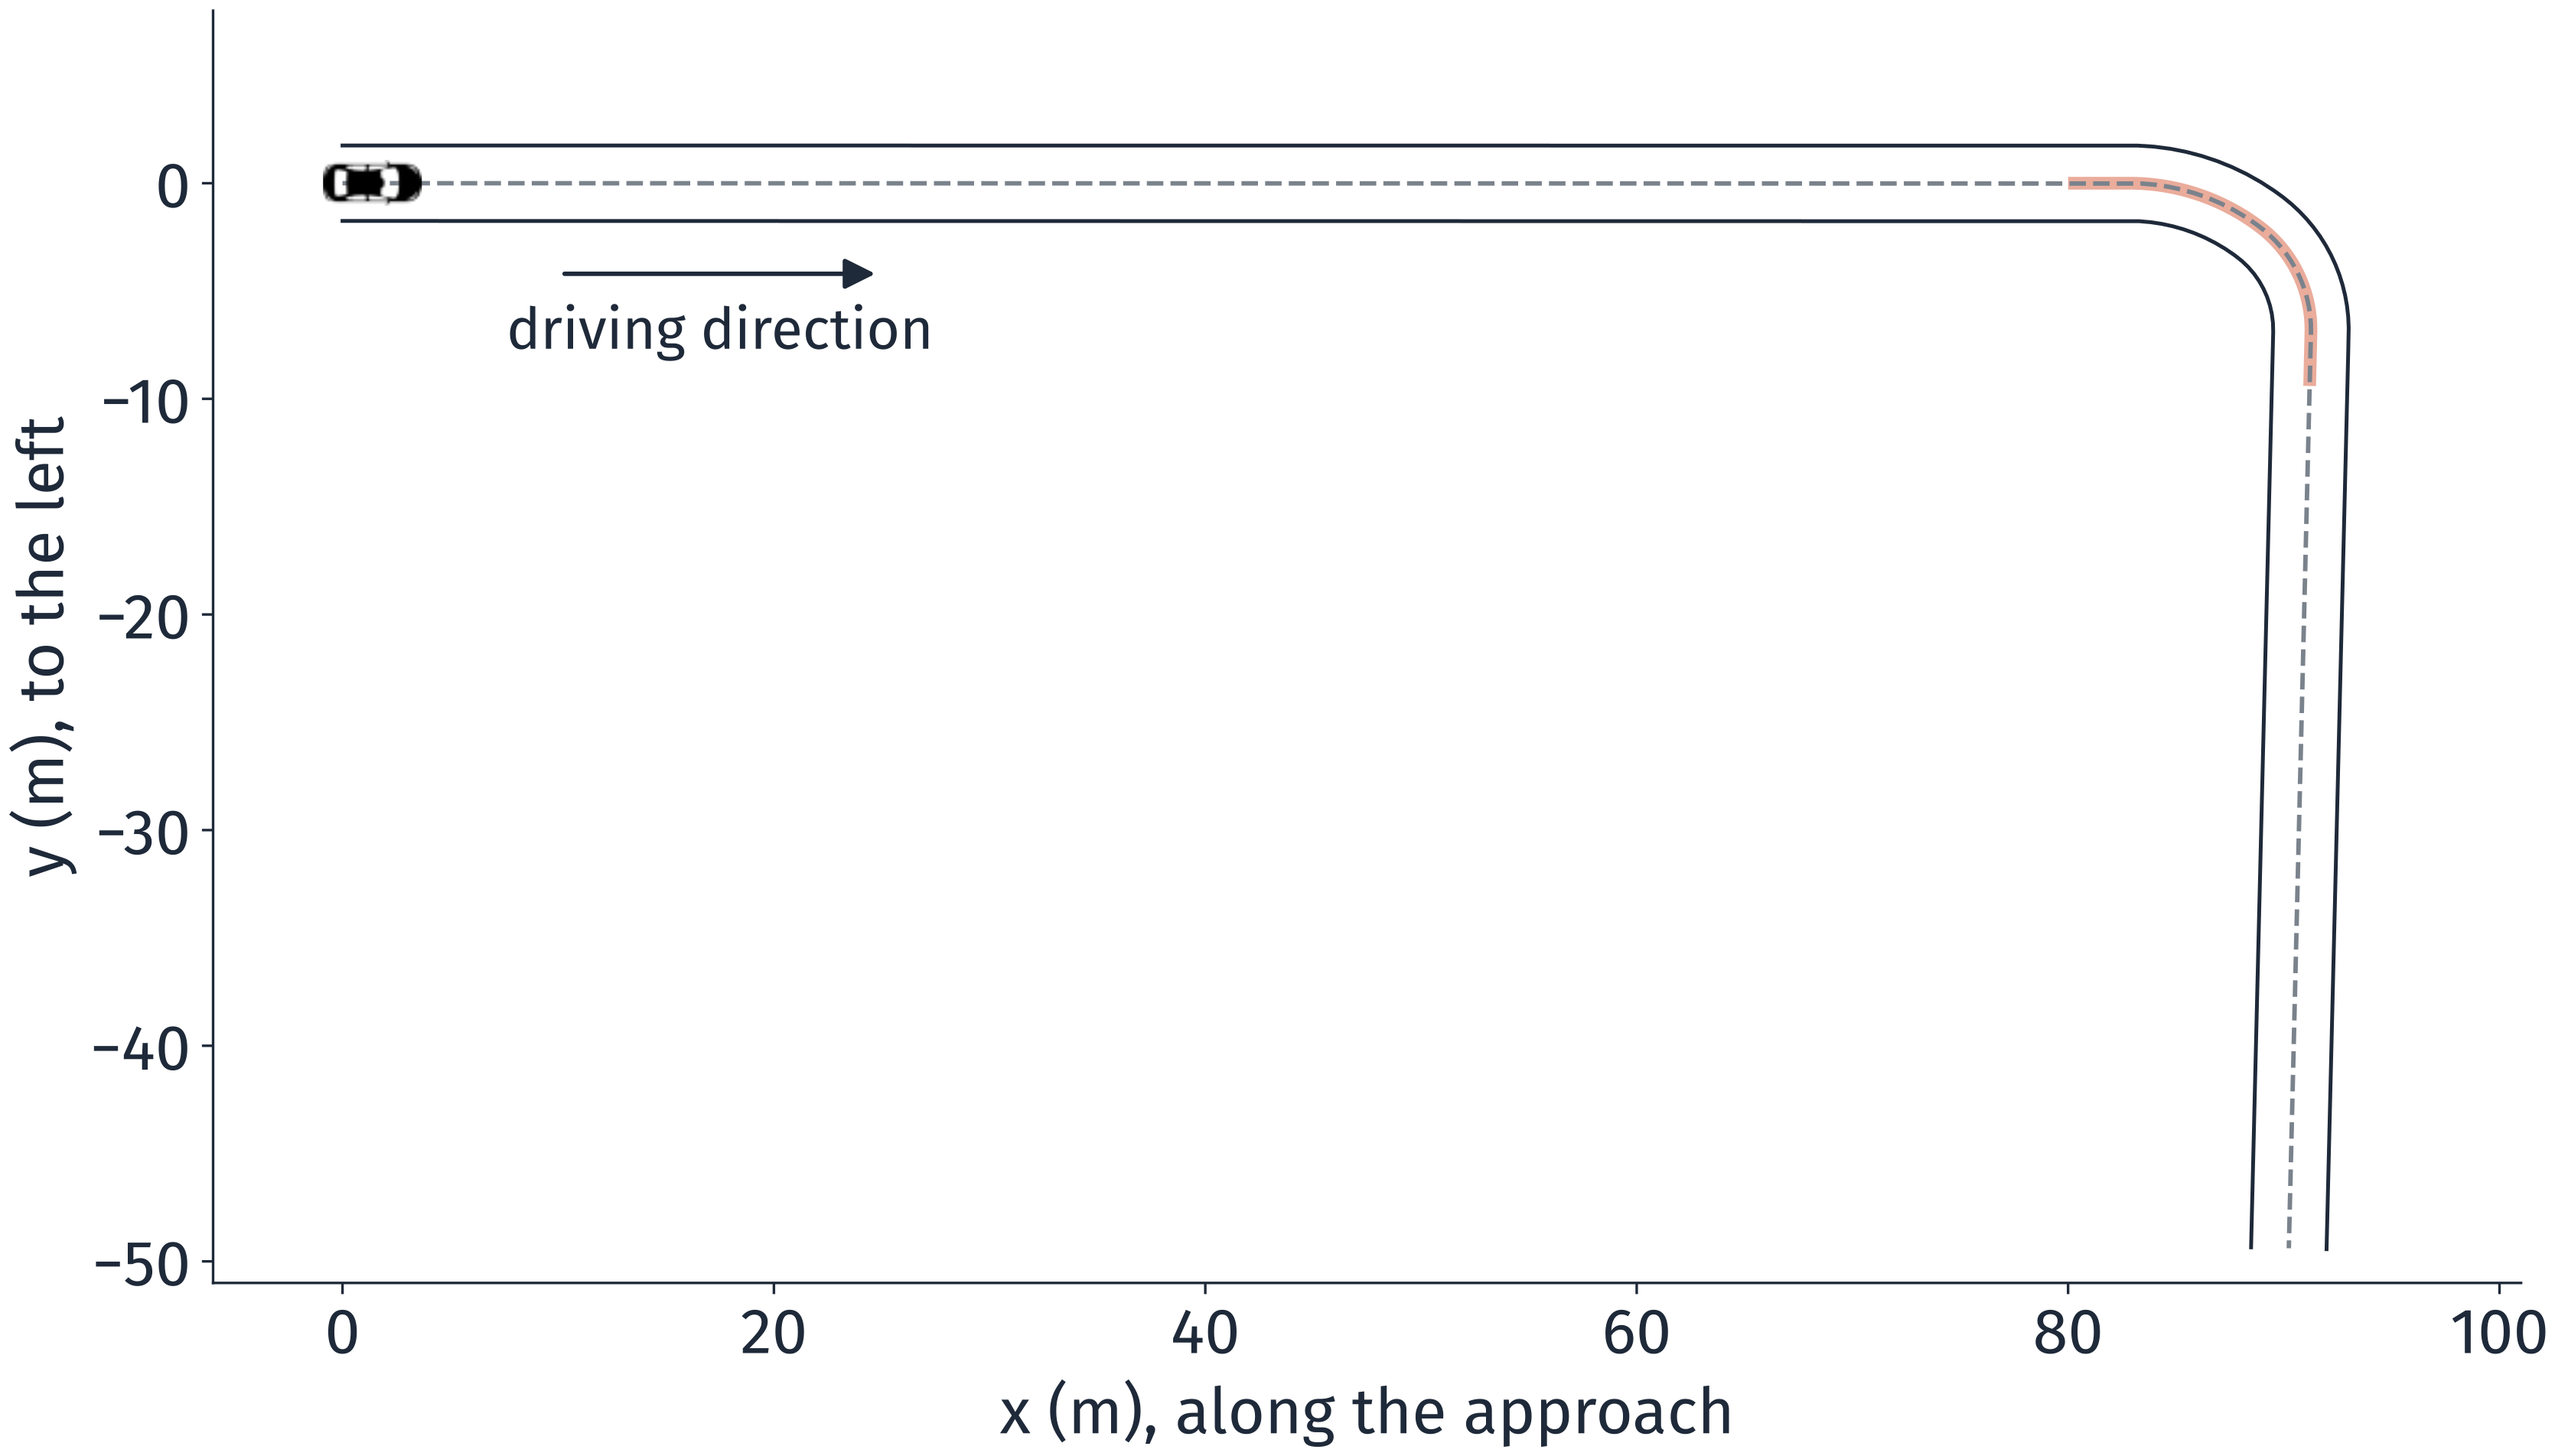 0
−10
−20
−30
−40
−50
y (m), to the left
driving direction
0 20 40 60 80 100
x (m), along the approach